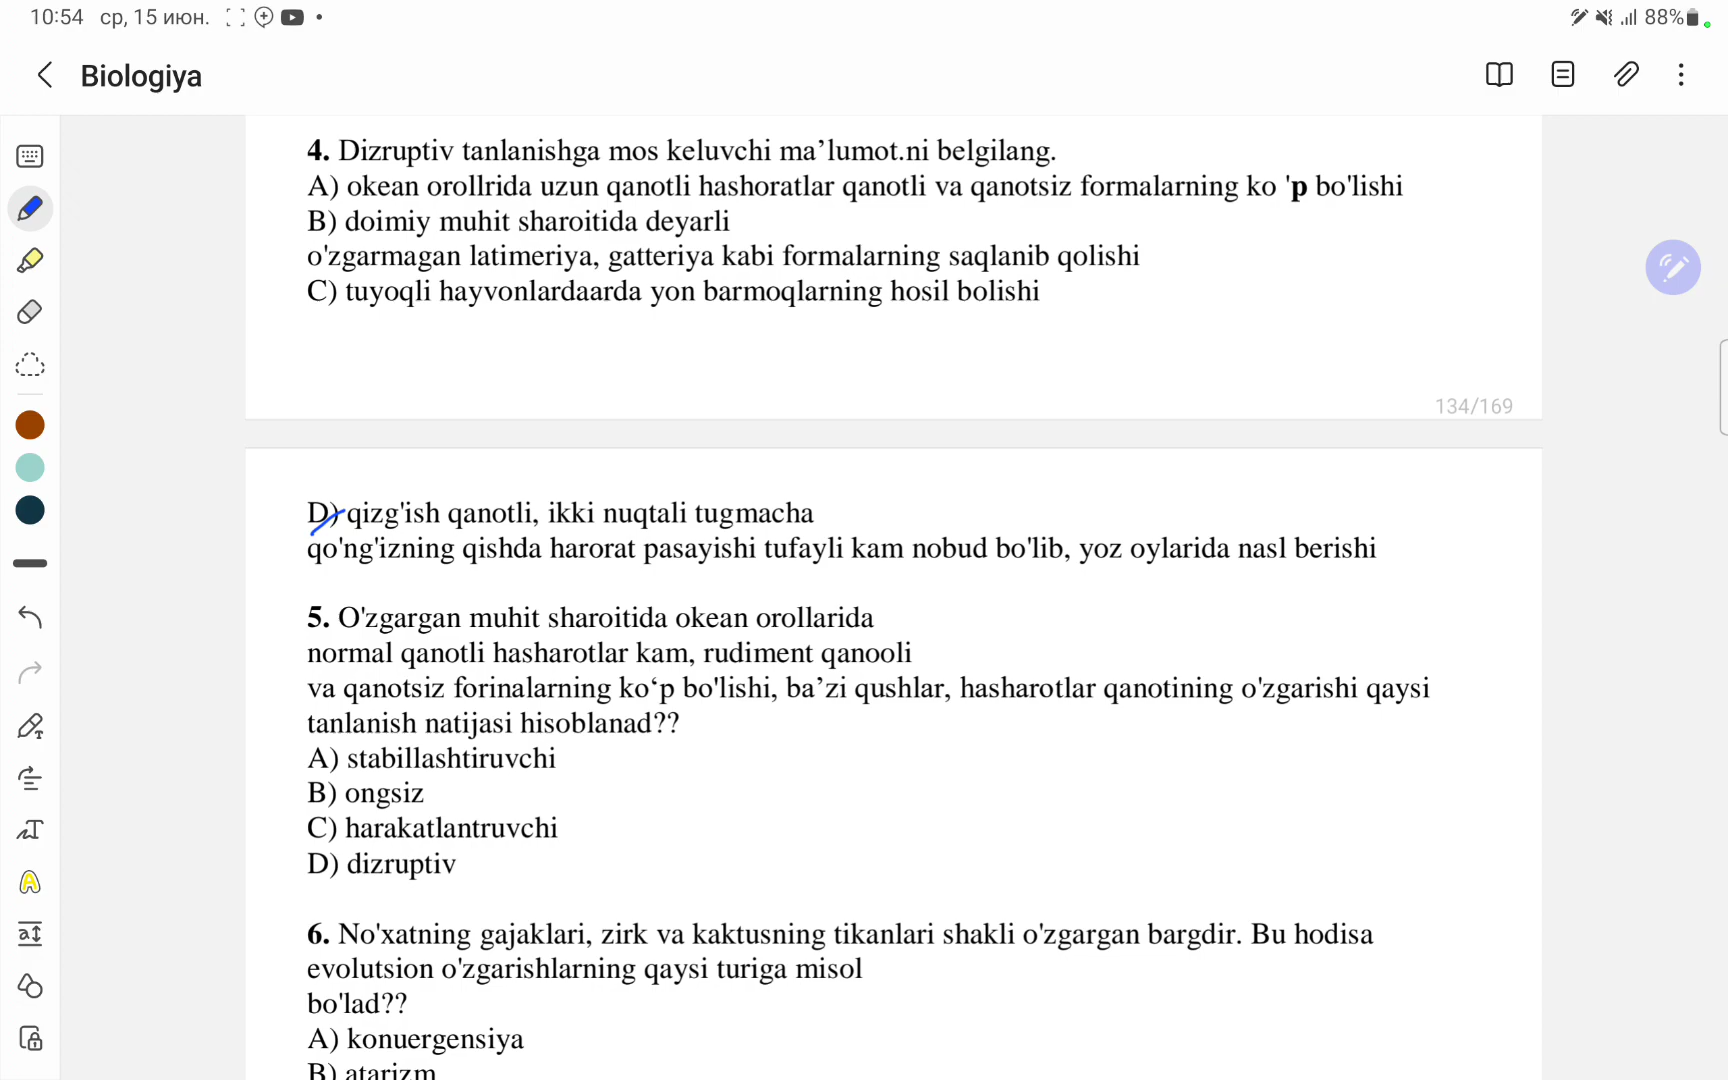 10:54 ср, 15 июн.
88%
Biologiya
4. Dizruptiv tanlanishga mos keluvchi ma’lumot.ni belgilang.
A) okean orollrida uzun qanotli hashoratlar qanotli va qanotsiz formalarning ko 'p bo'lishi
B) doimiy muhit sharoitida deyarli
o'zgarmagan latimeriya, gatteriya kabi formalarning saqlanib qolishi
C) tuyoqli hayvonlardaarda yon barmoqlarning hosil bolishi
134/169
D) qizg'ish qanotli, ikki nuqtali tugmacha
qo'ng'izning qishda harorat pasayishi tufayli kam nobud bo'lib, yoz oylarida nasl berishi
5. O'zgargan muhit sharoitida okean orollarida
normal qanotli hasharotlar kam, rudiment qanooli
va qanotsiz forinalarning ko‘p bo'lishi, ba’zi qushlar, hasharotlar qanotining o'zgarishi qaysi
tanlanish natijasi hisoblanad??
A) stabillashtiruvchi
B) ongsiz
C) harakatlantruvchi
D) dizruptiv
6. No'xatning gajaklari, zirk va kaktusning tikanlari shakli o'zgargan bargdir. Bu hodisa
evolutsion o'zgarishlarning qaysi turiga misol
bo'lad??
A) konuergensiya
B) atarizm